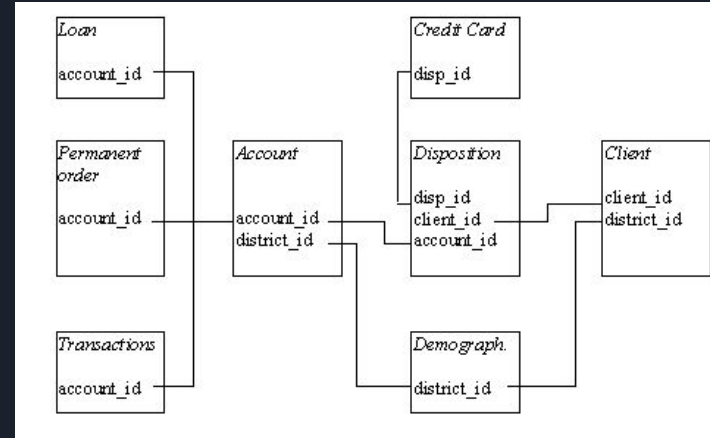 Loan
account_id
Credit Card
disp_id
Permanent
order
account_id
Account
account_id
district_id
Disposition
disp_id
client_id
account_id
Client
client_id
district_id
Transactions
account_id
Demograph.
district_id